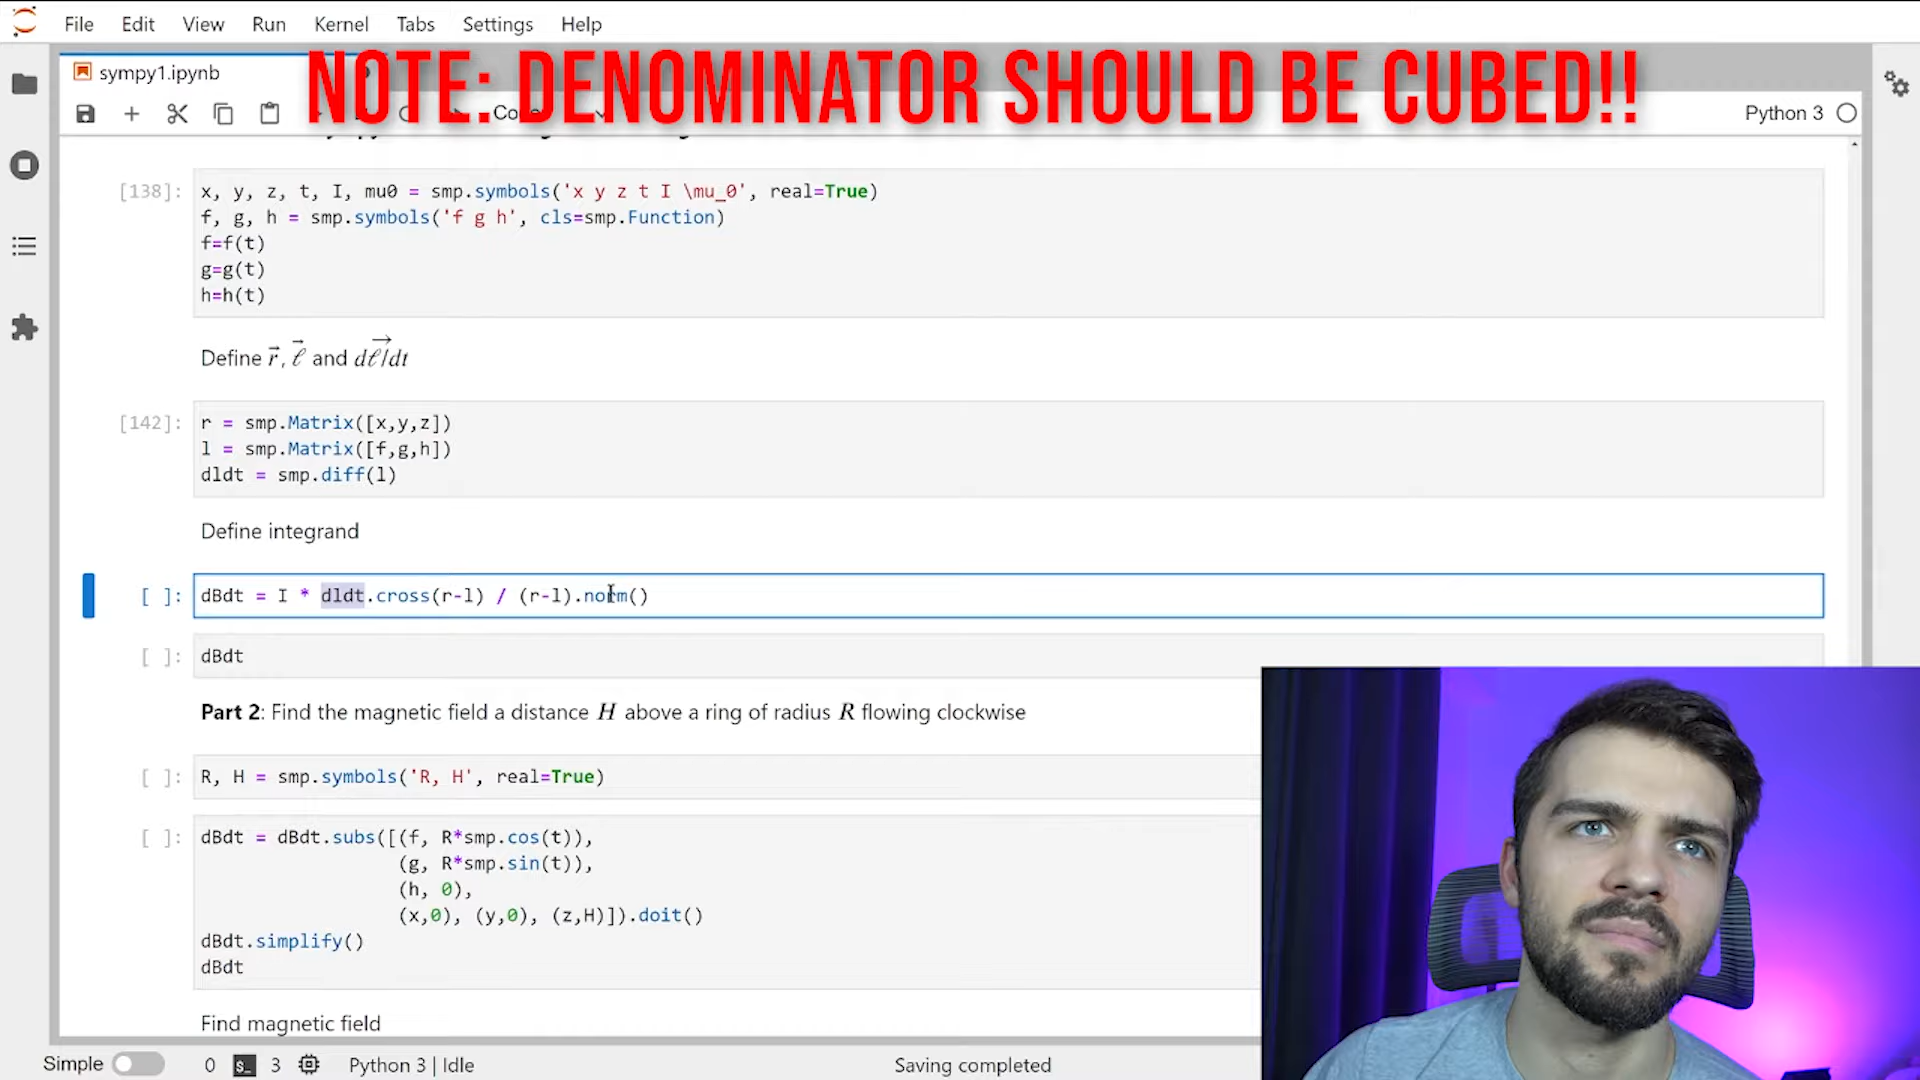 File Edit View Run Kernel Tabs Settings Help
sympy1.ipynb
NOTE: DENOMINATOR SHOULD BE CUBED!!
Python 3
[138]: x, y, z, t, I, mu0 = smp.symbols('x y z t I \mu_0', real=True)
f, g, h = smp.symbols('f g h', cls=smp.Function)
f=f(t)
g=g(t)
h=h(t)
Define r⃗, ℓ⃗ and dℓ⃗/dt
[142]: r = smp.Matrix([x,y,z])
l = smp.Matrix([f,g,h])
dldt = smp.diff(l)
Define integrand
[ ]: dBdt = I * dldt.cross(r-l) / (r-l).norm()
[ ]: dBdt
Part 2: Find the magnetic field a distance H above a ring of radius R flowing clockwise
[ ]: R, H = smp.symbols('R, H', real=True)
[ ]: dBdt = dBdt.subs([(f, R*smp.cos(t)),
(g, R*smp.sin(t)),
(h, 0),
(x,0), (y,0), (z,H)]).doit()
dBdt.simplify()
dBdt
Find magnetic field
Simple 0 $_ 3 Python 3 | Idle Saving completed